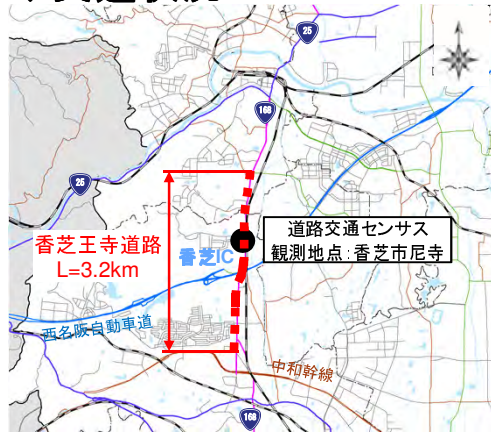 25
168
25
香芝王寺道路
L=3.2km
香芝IC
道路交通センサス
観測地点:香芝市尼寺
西名阪自動車道
中和幹線
168